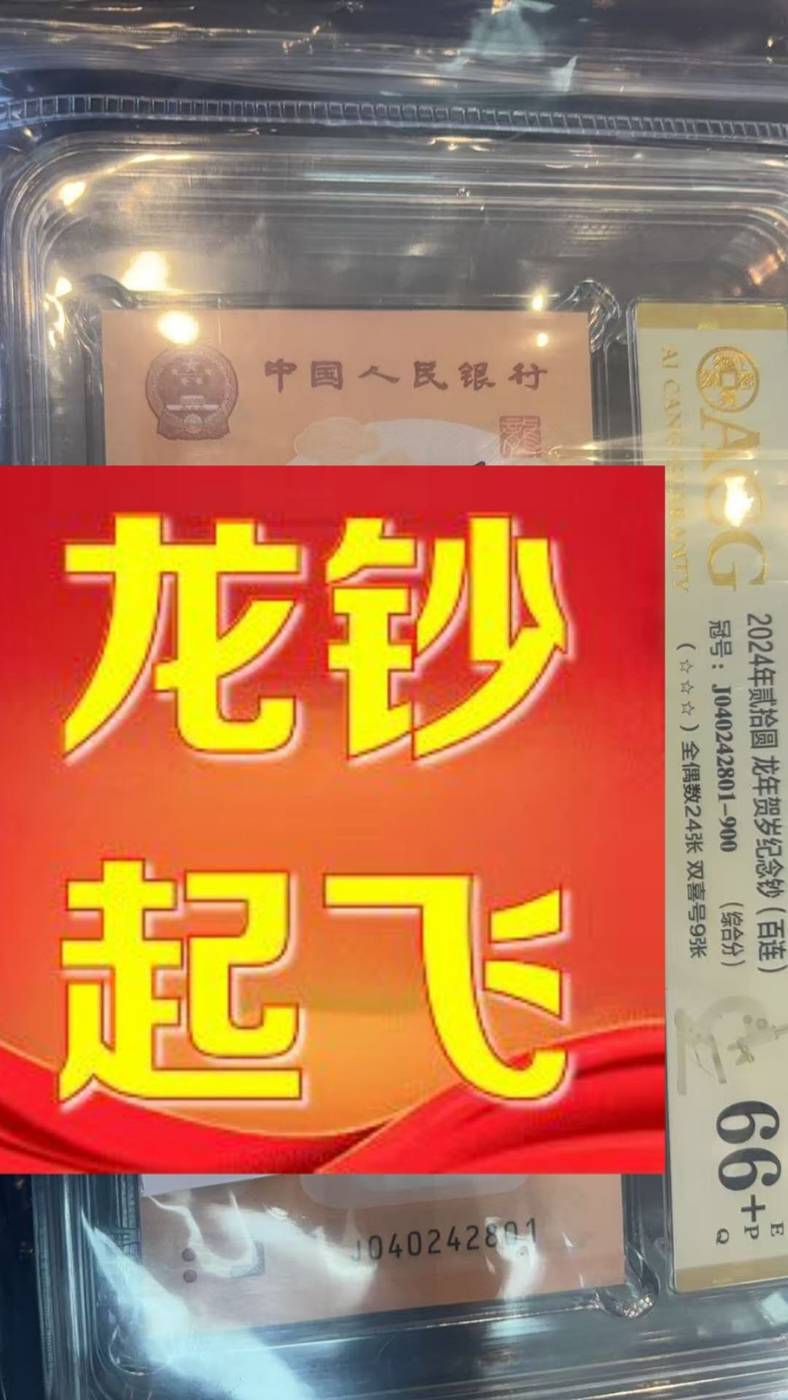 中国人民银行
龙钞
起飞
J040242801
ACG
2024年贰拾圆 龙年贺岁纪念钞（百连）
冠号：J040242801-900 （综合分）
（☆☆☆）全偶数24张 双喜号9张
66+EPQ